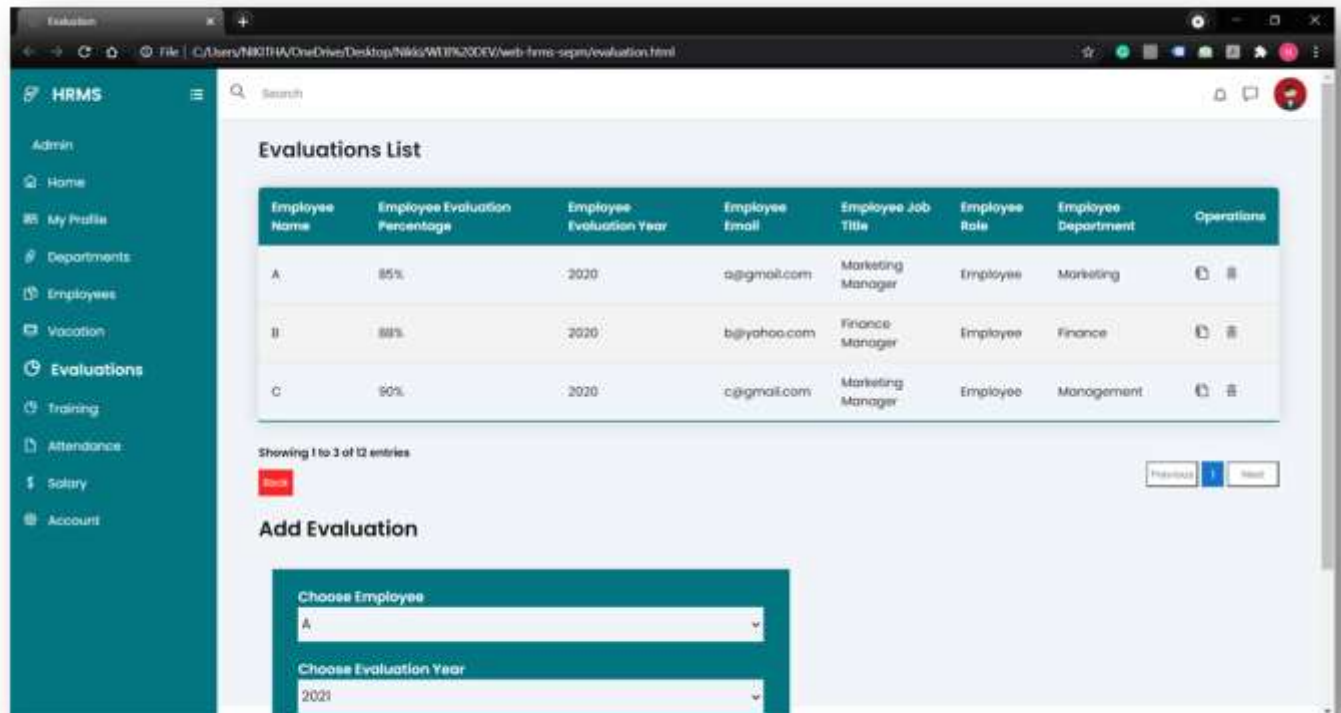 Evaluation
File | C:/Users/NIKITHA/OneDrive/Desktop/Nikki/WEB%20DEV/web-hrms-sepm/evaluation.html
HRMS
Search
Admin
Home
My Profile
Departments
Employees
Vacation
Evaluations
Training
Attendance
$ Salary
Account
Evaluations List
Employee Name Employee Evaluation Percentage Employee Evaluation Year Employee Email Employee Job Title Employee Role Employee Department Operations
A 85% 2020 a@gmail.com Marketing Manager Employee Marketing
B 88% 2020 b@yahoo.com Finance Manager Employee Finance
C 90% 2020 c@gmail.com Marketing Manager Employee Management
Showing 1 to 3 of 12 entries
Back
Previous 1 Next
Add Evaluation
Choose Employee
A
Choose Evaluation Year
2021